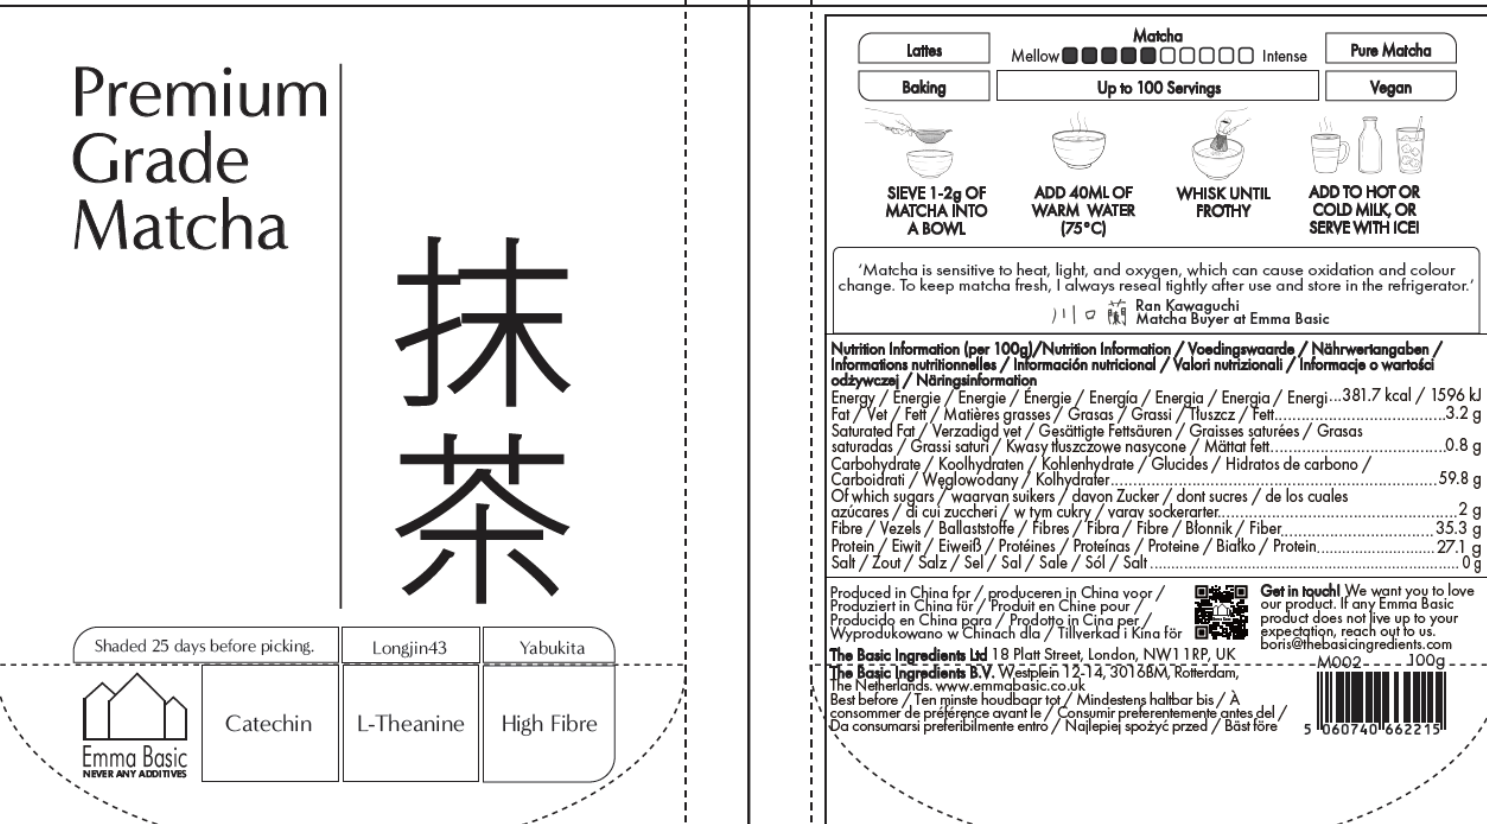 Premium
Grade
Matcha
抹
茶
Shaded 25 days before picking.
Longjin43
Yabukita
Catechin
L-Theanine
High Fibre
Emma Basic
NEVER ANY ADDITIVES
Lattes
Matcha
Mellow
Intense
Pure Matcha
Baking
Up to 100 Servings
Vegan
SIEVE 1-2g OF
MATCHA INTO
A BOWL
ADD 40ML OF
WARM WATER
(75°C)
WHISK UNTIL
FROTHY
ADD TO HOT OR
COLD MILK, OR
SERVE WITH ICE!
‘Matcha is sensitive to heat, light, and oxygen, which can cause oxidation and colour
change. To keep matcha fresh, I always reseal tightly after use and store in the refrigerator.’
川口蘭
Ran Kawaguchi
Matcha Buyer at Emma Basic
Nutrition Information (per 100g)/Nutrition Information / Voedingswaarde / Nährwertangaben /
Informations nutritionnelles / Información nutricional / Valori nutrizionali / Informacje o wartości
odżywczej / Näringsinformation
Energy / Énergie / Energie / Énergie / Energía / Energia / Energia / Energi...381.7 kcal / 1596 kJ
Fat / Vet / Fett / Matières grasses / Grasas / Grassi / Tłuszcz / Fett........................................3.2 g
Saturated Fat / Verzadigd vet / Gesättigte Fettsäuren / Graisses saturées / Grasas
saturadas / Grassi saturi / Kwasy tłuszczowe nasycone / Mättat fett........................................0.8 g
Carbohydrate / Koolhydraten / Kohlenhydrate / Glucides / Hidratos de carbono /
Carboidrati / Węglowodany / Kolhydrater........................................59.8 g
Of which sugars / waarvan suikers / davon Zucker / dont sucres / de los cuales
azúcares / di cui zuccheri / w tym cukry / varav sockerarter........................................2 g
Fibre / Vezels / Ballaststoffe / Fibres / Fibra / Fibre / Błonnik / Fiber........................................35.3 g
Protein / Eiwit / Eiweiß / Protéines / Proteínas / Proteine / Białko / Protein..............................27.1 g
Salt / Zout / Salz / Sel / Sal / Sale / Sól / Salt........................................0 g
Produced in China for / produceren in China voor /
Produziert in China für / Produit en Chine pour /
Producido en China para / Prodotto in Cina per /
Wyprodukowano w Chinach dla / Tillverkad i Kina för
The Basic Ingredients Ltd 18 Platt Street, London, NW1 1RP, UK
The Basic Ingredients B.V. Westplein 12-14, 3016BM, Rotterdam,
The Netherlands. www.emmabasic.co.uk
Best before / Ten minste houdbaar tot / Mindestens haltbar bis / À
consommer de préférence avant le / Consumir preferentemente antes del /
Da consumarsi preferibilmente entro / Najlepiej spożyć przed / Bäst före
Get in touch! We want you to love
our product. If any Emma Basic
product does not live up to your
expectation, reach out to us.
boris@thebasicingredients.com
M002 100g
5 060740 662215